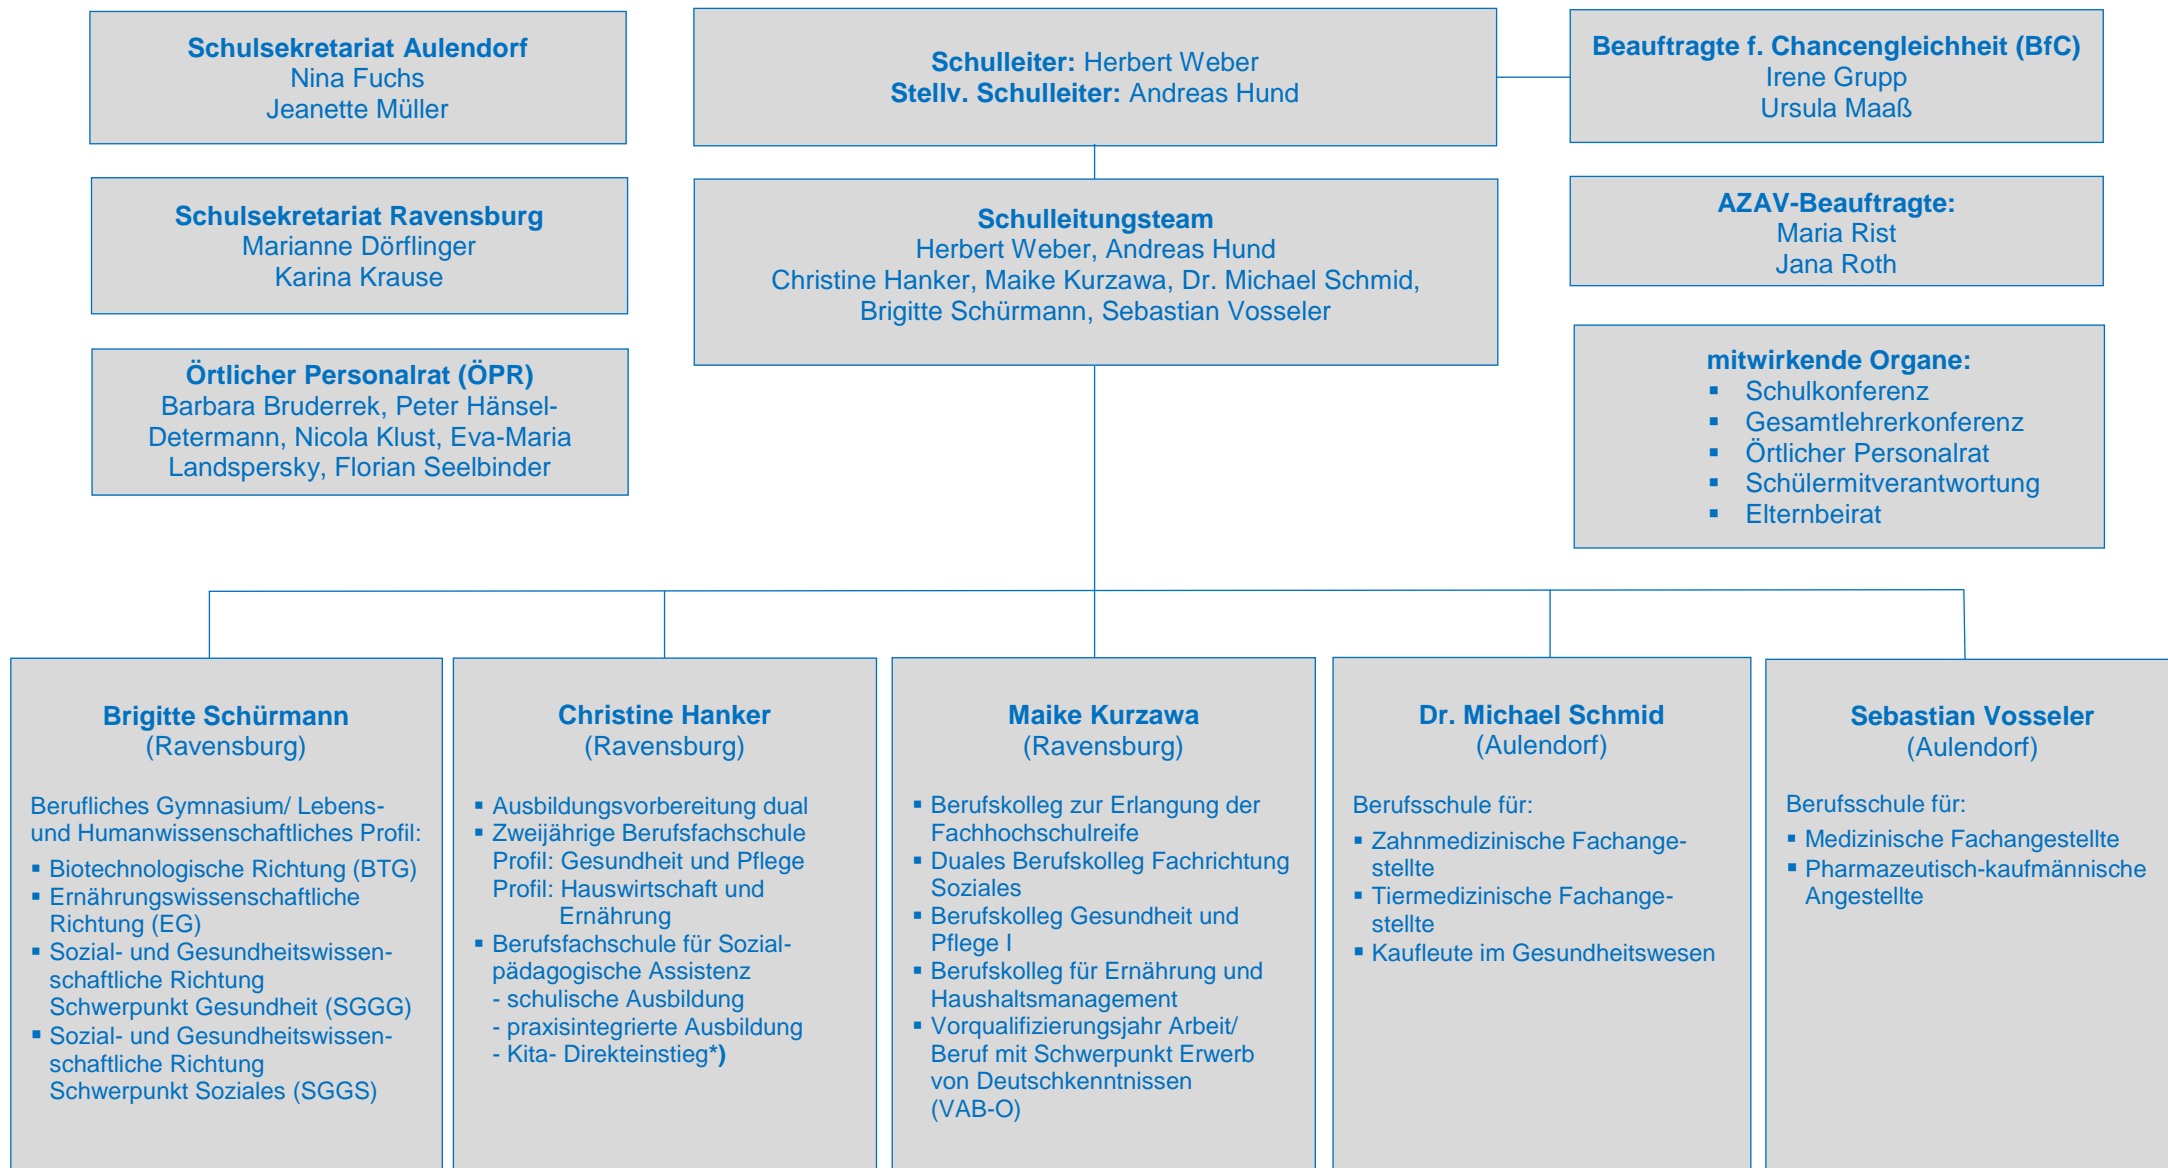 Schulsekretariat Aulendorf
Nina Fuchs
Jeanette Müller
Schulleiter: Herbert Weber
Stellv. Schulleiter: Andreas Hund
Beauftragte f. Chancengleichheit (BfC)
Irene Grupp
Ursula Maaß
Schulsekretariat Ravensburg
Marianne Dörflinger
Karina Krause
Schulleitungsteam
Herbert Weber, Andreas Hund
Christine Hanker, Maike Kurzawa, Dr. Michael Schmid,
Brigitte Schürmann, Sebastian Vosseler
AZAV-Beauftragte:
Maria Rist
Jana Roth
Örtlicher Personalrat (ÖPR)
Barbara Bruderrek, Peter Hänsel-
Determann, Nicola Klust, Eva-Maria
Landspersky, Florian Seelbinder
mitwirkende Organe:
▪ Schulkonferenz
▪ Gesamtlehrerkonferenz
▪ Örtlicher Personalrat
▪ Schülermitverantwortung
▪ Elternbeirat
Brigitte Schürmann
(Ravensburg)
Berufliches Gymnasium/ Lebens-
und Humanwissenschaftliches Profil:
▪ Biotechnologische Richtung (BTG)
▪ Ernährungswissenschaftliche
Richtung (EG)
▪ Sozial- und Gesundheitswissen-
schaftliche Richtung
Schwerpunkt Gesundheit (SGGG)
▪ Sozial- und Gesundheitswissen-
schaftliche Richtung
Schwerpunkt Soziales (SGGS)
Christine Hanker
(Ravensburg)
▪ Ausbildungsvorbereitung dual
▪ Zweijährige Berufsfachschule
Profil: Gesundheit und Pflege
Profil: Hauswirtschaft und
Ernährung
▪ Berufsfachschule für Sozial-
pädagogische Assistenz
- schulische Ausbildung
- praxisintegrierte Ausbildung
- Kita- Direkteinstieg*)
Maike Kurzawa
(Ravensburg)
▪ Berufskolleg zur Erlangung der
Fachhochschulreife
▪ Duales Berufskolleg Fachrichtung
Soziales
▪ Berufskolleg Gesundheit und
Pflege I
▪ Berufskolleg für Ernährung und
Haushaltsmanagement
▪ Vorqualifizierungsjahr Arbeit/
Beruf mit Schwerpunkt Erwerb
von Deutschkenntnissen
(VAB-O)
Dr. Michael Schmid
(Aulendorf)
Berufsschule für:
▪ Zahnmedizinische Fachange-
stellte
▪ Tiermedizinische Fachange-
stellte
▪ Kaufleute im Gesundheitswesen
Sebastian Vosseler
(Aulendorf)
Berufsschule für:
▪ Medizinische Fachangestellte
▪ Pharmazeutisch-kaufmännische
Angestellte